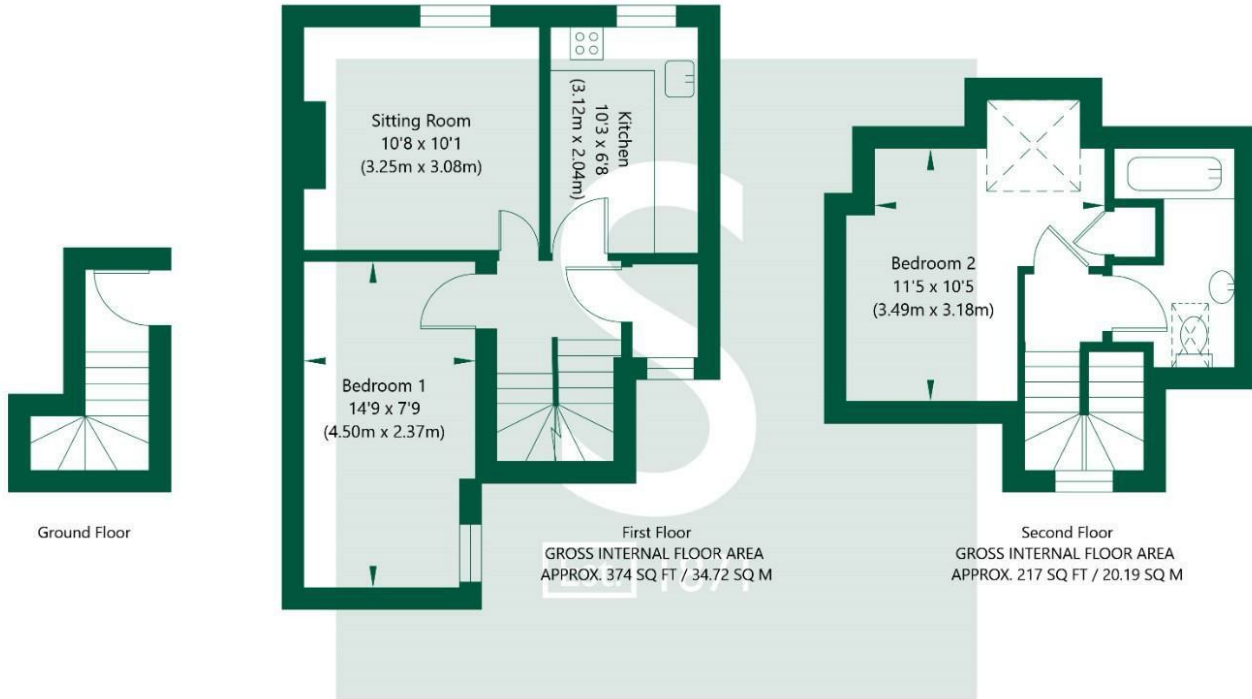 Sitting Room
10'8 x 10'1
(3.25m x 3.08m)
Kitchen
10'3 x 6'8
(3.12m x 2.04m)
Bedroom 1
14'9 x 7'9
(4.50m x 2.37m)
Bedroom 2
11'5 x 10'5
(3.49m x 3.18m)
Ground Floor
First Floor
GROSS INTERNAL FLOOR AREA
APPROX. 374 SQ FT / 34.72 SQ M
Second Floor
GROSS INTERNAL FLOOR AREA
APPROX. 217 SQ FT / 20.19 SQ M
S
Est. 1871